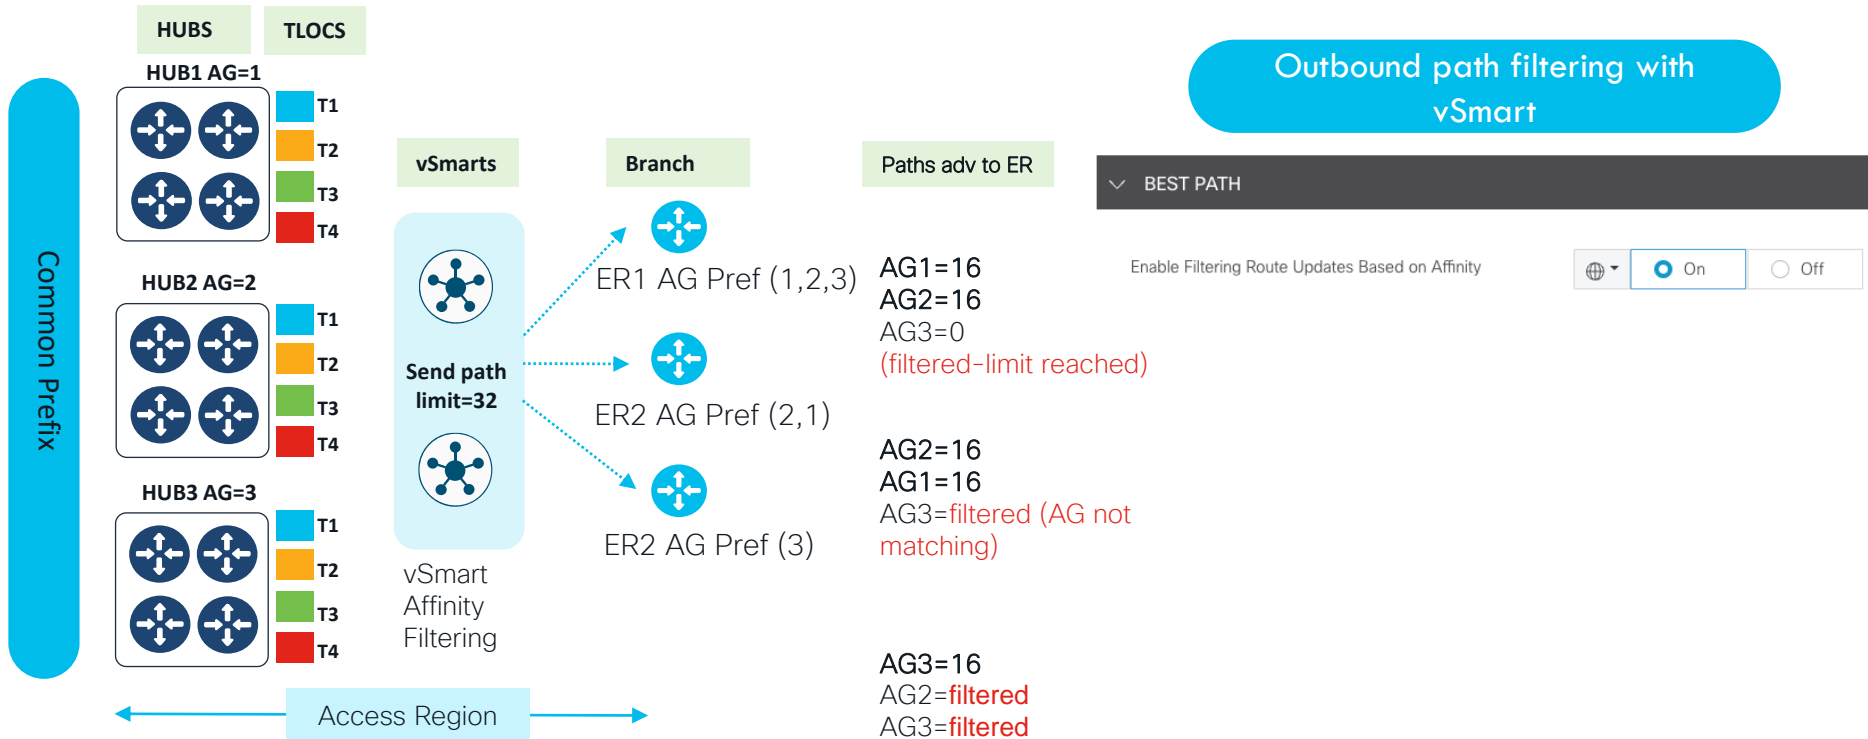 HUBS
TLOCS
HUB1 AG=1
T1
T2
T3
T4
HUB2 AG=2
T1
T2
T3
T4
HUB3 AG=3
T1
T2
T3
T4
Common Prefix
vSmarts
Send path
limit=32
vSmart
Affinity
Filtering
Access Region
Branch
ER1 AG Pref (1,2,3)
ER2 AG Pref (2,1)
ER2 AG Pref (3)
Paths adv to ER
AG1=16
AG2=16
AG3=0
(filtered-limit reached)
AG2=16
AG1=16
AG3=filtered (AG not
matching)
AG3=16
AG2=filtered
AG3=filtered
Outbound path filtering with
vSmart
BEST PATH
Enable Filtering Route Updates Based on Affinity
On
Off